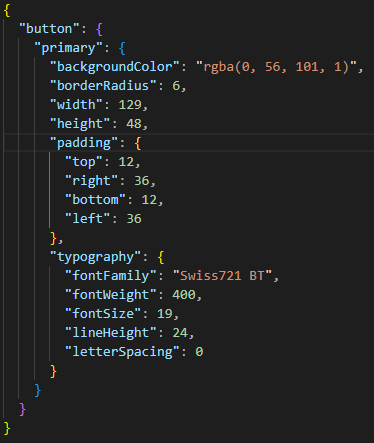 {
"button": {
"primary": {
"backgroundColor": "rgba(0, 56, 101, 1)",
"borderRadius": 6,
"width": 129,
"height": 48,
"padding": {
"top": 12,
"right": 36,
"bottom": 12,
"left": 36
},
"typography": {
"fontFamily": "Swiss721 BT",
"fontWeight": 400,
"fontSize": 19,
"lineHeight": 24,
"letterSpacing": 0
}
}
}
}